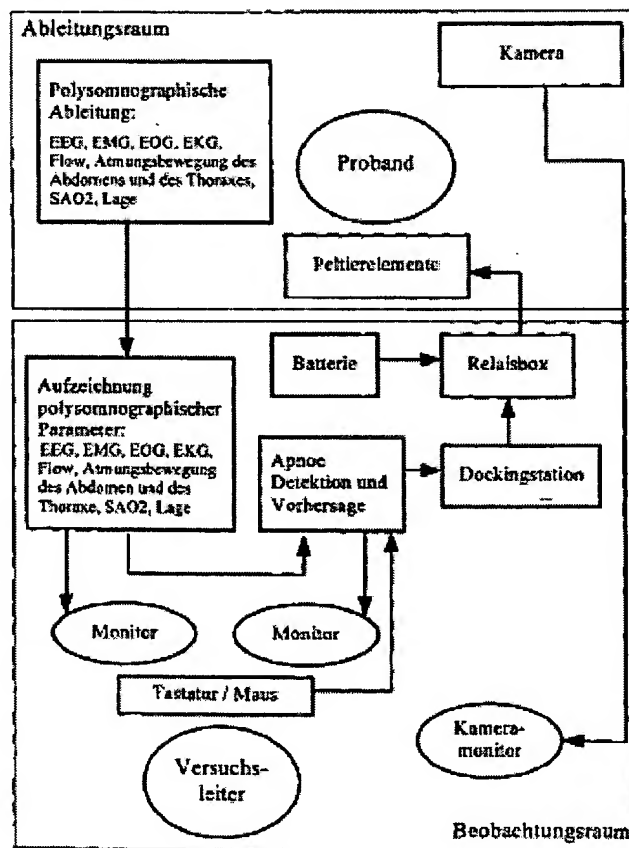 Ableitungsraum
Kamera
Polysomnographische
Ableitung:
EEG, EMG, EOG, EKG,
Flow, Atmungsbewegung des
Abdomens und des Thoraxes,
SAO2, Lage
Proband
Peltierelemente
Batterie
Relaisbox
Aufzeichnung
polysomnographischer
Parameter:
EEG, EMG, EOG, EKG,
Flow, Atmungsbewegung
des Abdomen und des
Thoraxe, SAO2, Lage
Apnoe
Detektion und
Vorhersage
Dockingstation
Monitor
Monitor
Tastatur / Maus
Kamera-
monitor
Versuchs-
leiter
Beobachtungsraum